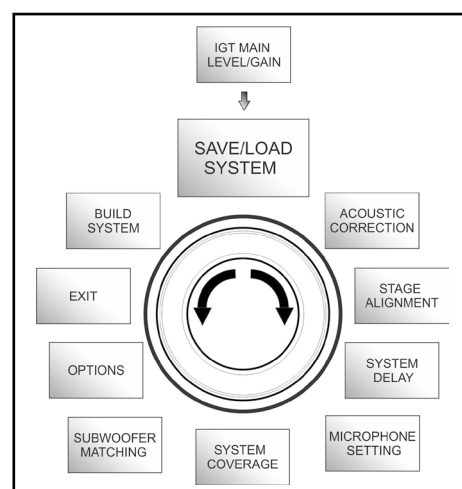 IGT MAIN
LEVEL/GAIN
SAVE/LOAD
SYSTEM
BUILD
SYSTEM
ACOUSTIC
CORRECTION
EXIT
STAGE
ALIGNMENT
OPTIONS
SYSTEM
DELAY
SUBWOOFER
MATCHING
SYSTEM
COVERAGE
MICROPHONE
SETTING